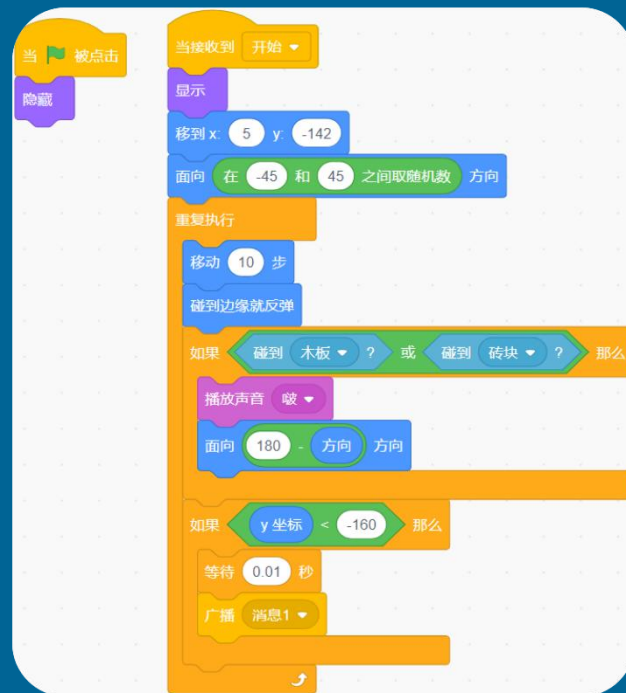 当 被点击
隐藏
当接收到 开始
显示
移到 x: 5 y: -142
面向 在 -45 和 45 之间取随机数 方向
重复执行
移动 10 步
碰到边缘就反弹
如果 碰到 木板 ? 或 碰到 砖块 ? 那么
播放声音 啵
面向 180 - 方向 方向
如果 y 坐标 < -160 那么
等待 0.01 秒
广播 消息1